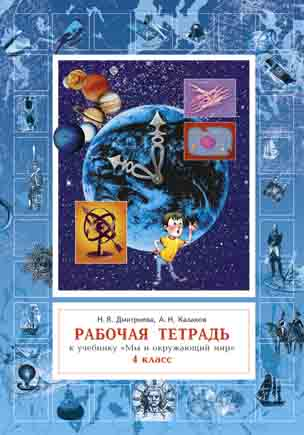 Н. Я. Дмитриева, А. Н. Казаков
РАБОЧАЯ ТЕТРАДЬ
к учебнику «Мы и окружающий мир»
4 класс